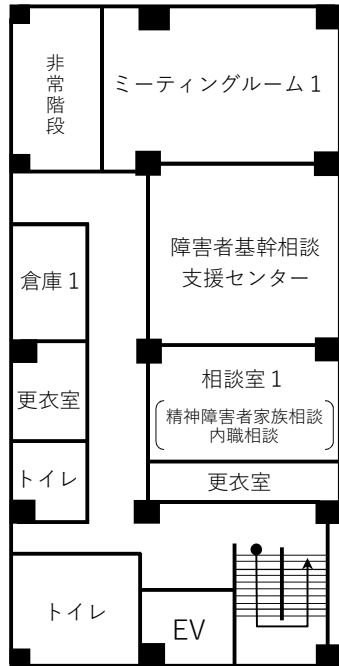 非常階段
ミーティングルーム1
障害者基幹相談
支援センター
倉庫1
相談室1
精神障害者家族相談
内職相談
更衣室
トイレ
更衣室
トイレ
EV